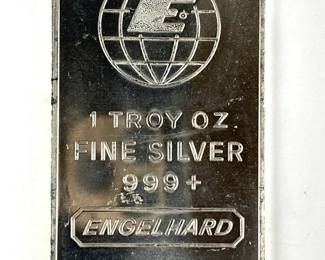 E
1 TROY OZ.
FINE SILVER
999+
ENGELHARD